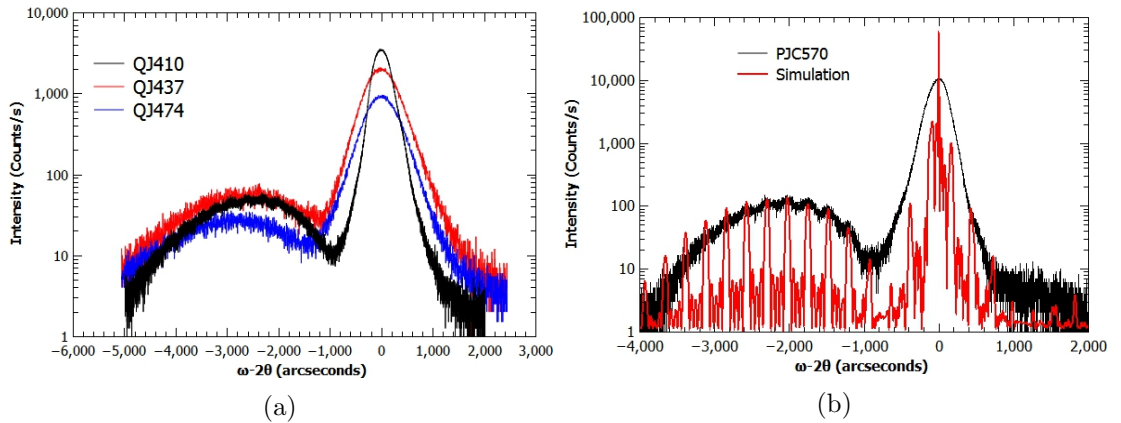 10,000
1,000
100
10
1
Intensity (Counts/s)
QJ410
QJ437
QJ474
−6,000 −5,000 −4,000 −3,000 −2,000 −1,000 0 1,000 2,000 3,000
ω-2θ (arcseconds)
(a)
100,000
10,000
1,000
100
10
1
Intensity (Counts/s)
PJC570
Simulation
−4,000 −3,000 −2,000 −1,000 0 1,000 2,000
ω-2θ (arcseconds)
(b)